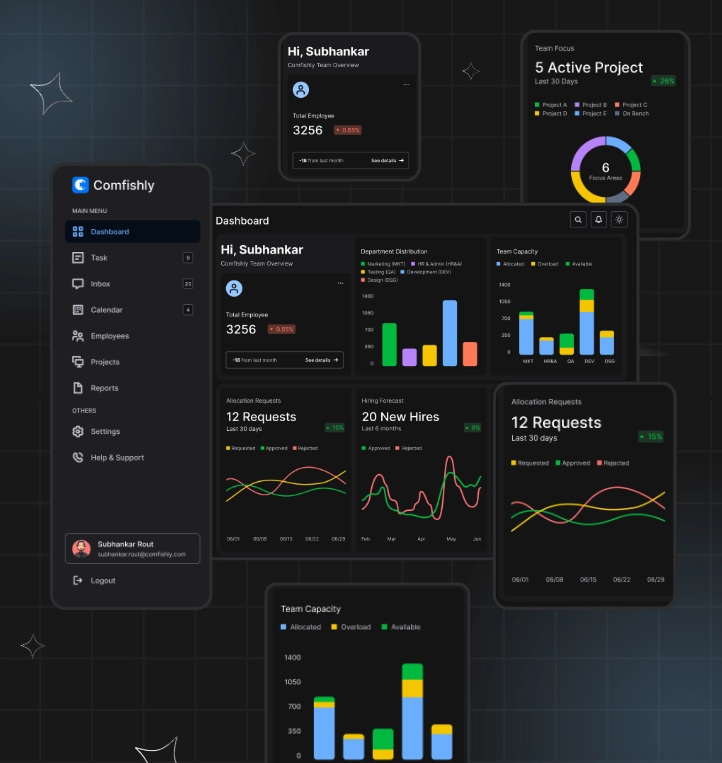 Hi, Subhankar
Comfishly Team Overview
Total Employee
3256
0.55%
-18 from last month
See details →
Team Focus
5 Active Project
Last 30 Days
26%
Project A
Project B
Project C
Project D
Project E
On Bench
6
Focus Areas
Comfishly
MAIN MENU
Dashboard
Task
9
Inbox
23
Calendar
4
Employees
Projects
Reports
OTHERS
Settings
Help & Support
Subhankar Rout
subhankar.rout@comfishly.com
Logout
Dashboard
Hi, Subhankar
Comfishly Team Overview
Total Employee
3256
0.55%
-18 from last month
See details →
Department Distribution
Marketing (MKT)
HR & Admin (HR&A)
Testing (QA)
Development (DEV)
Design (DSG)
1400
1050
700
350
0
Team Capacity
Allocated
Overload
Available
1400
1050
700
350
0
MKT
HR&A
QA
DEV
DSG
Allocation Requests
12 Requests
Last 30 days
15%
Requested
Approved
Rejected
06/01
06/08
06/15
06/22
06/29
Hiring Forecast
20 New Hires
Last 6 months
Approved
Rejected
Feb
Mar
Apr
May
Jun
Allocation Requests
12 Requests
Last 30 days
15%
Requested
Approved
Rejected
06/01
06/08
06/15
06/22
06/29
Team Capacity
Allocated
Overload
Available
1400
1050
700
350
0